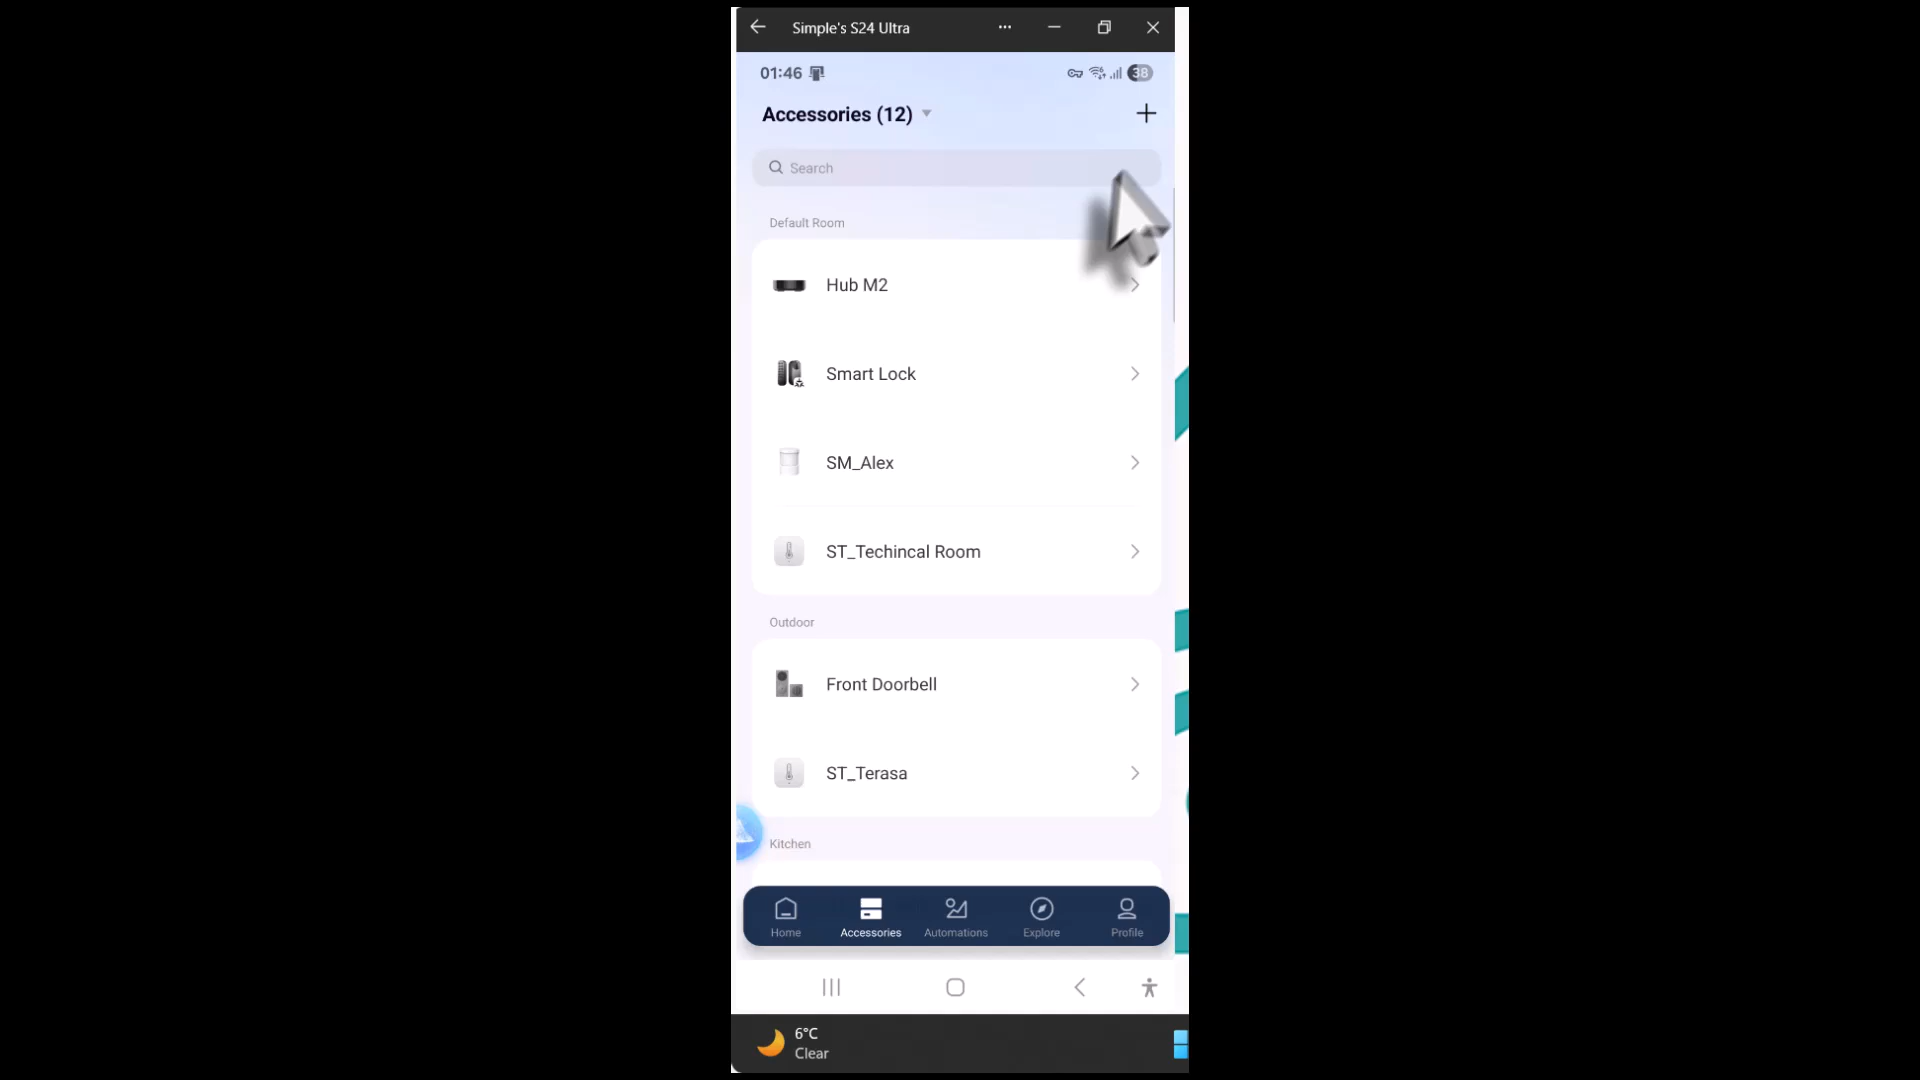 Simple's S24 Ultra
01:46
38
Accessories (12)
Search
Default Room
Hub M2
Smart Lock
SM_Alex
ST_Techincal Room
Outdoor
Front Doorbell
ST_Terasa
Kitchen
Home Accessories Automations Explore Profile
6°C
Clear